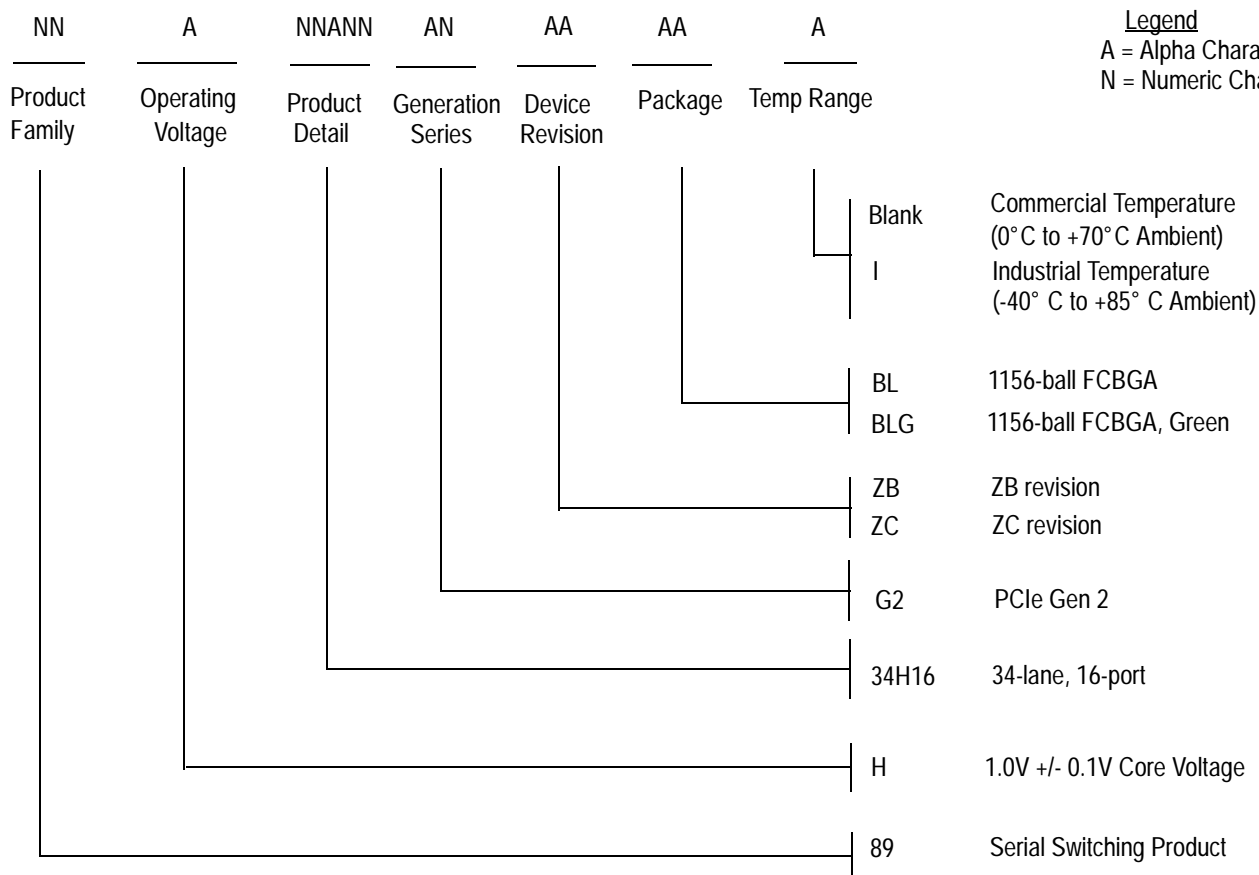 NN A NNANN AN AA AA A
Legend
A = Alpha
N = Numeric
Product Family
Operating Voltage
Product Detail
Generation Series
Device Revision
Package
Temp Range
Blank Commercial Temperature
(0°C to +70°C Ambient)
I Industrial Temperature
(-40° C to +85° C Ambient)
BL 1156-ball FCBGA
BLG 1156-ball FCBGA, Green
ZB ZB revision
ZC ZC revision
G2 PCIe Gen 2
34H16 34-lane, 16-port
H 1.0V +/- 0.1V Core Voltage
89 Serial Switching Product